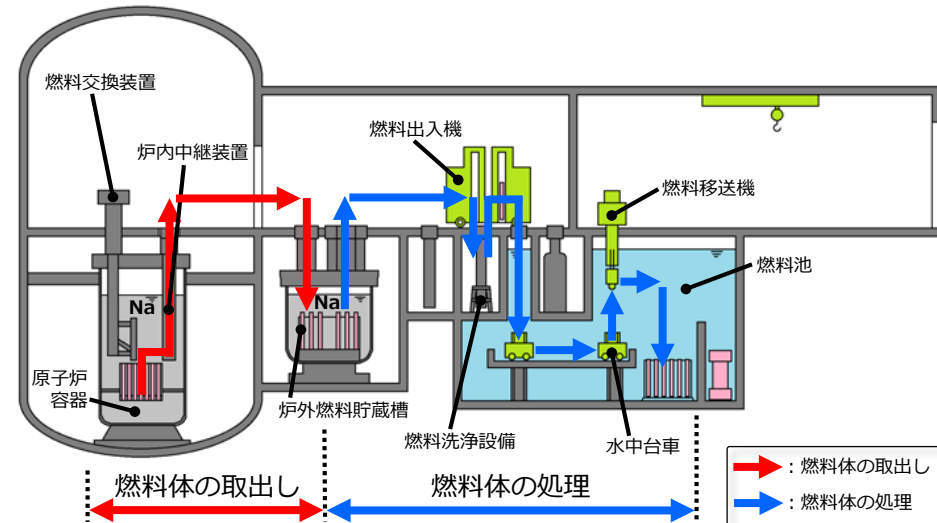 燃料交換装置
炉内中継装置
燃料出入機
燃料移送機
燃料池
Na
Na
原子炉
容器
炉外燃料貯蔵槽
燃料洗浄設備
水中台車
燃料体の取出し
燃料体の処理
：燃料体の取出し
：燃料体の処理